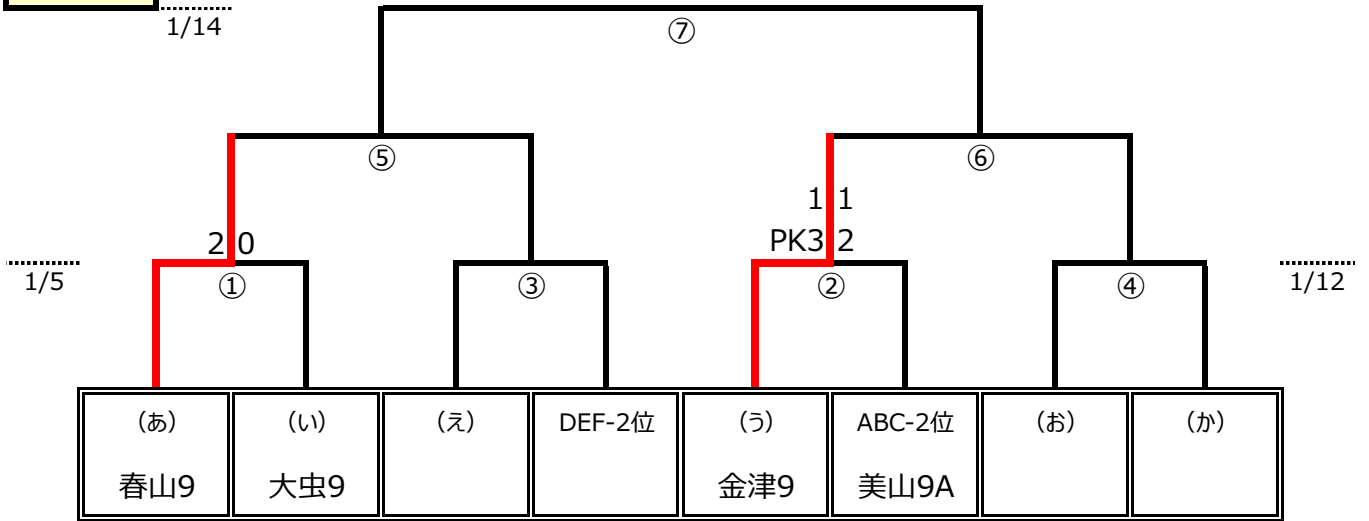 1/14
⑦
⑤
⑥
1 1
2 0
PK3 2
1/5
①
③
②
④
1/12
(あ)
(い)
(え)
DEF-2位
(う)
ABC-2位
(お)
(か)
春山9
大虫9
金津9
美山9A